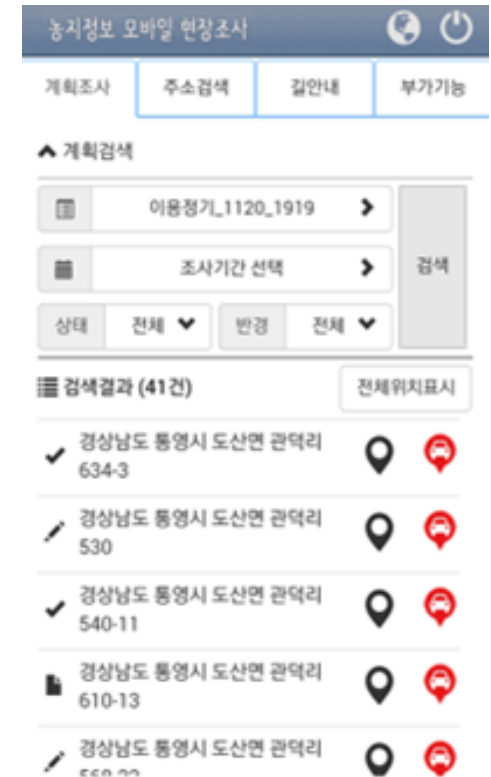 농지정보 모바일 현장조사
계획조사 주소검색 길안내 부가기능
계획검색
이용정기_1120_1919
조사기간 선택
검색
상태 전체 반경 전체
검색결과 (41건) 전체위치표시
경상남도 통영시 도산면 관덕리
634-3
경상남도 통영시 도산면 관덕리
530
경상남도 통영시 도산면 관덕리
540-11
경상남도 통영시 도산면 관덕리
610-13
경상남도 통영시 도산면 관덕리